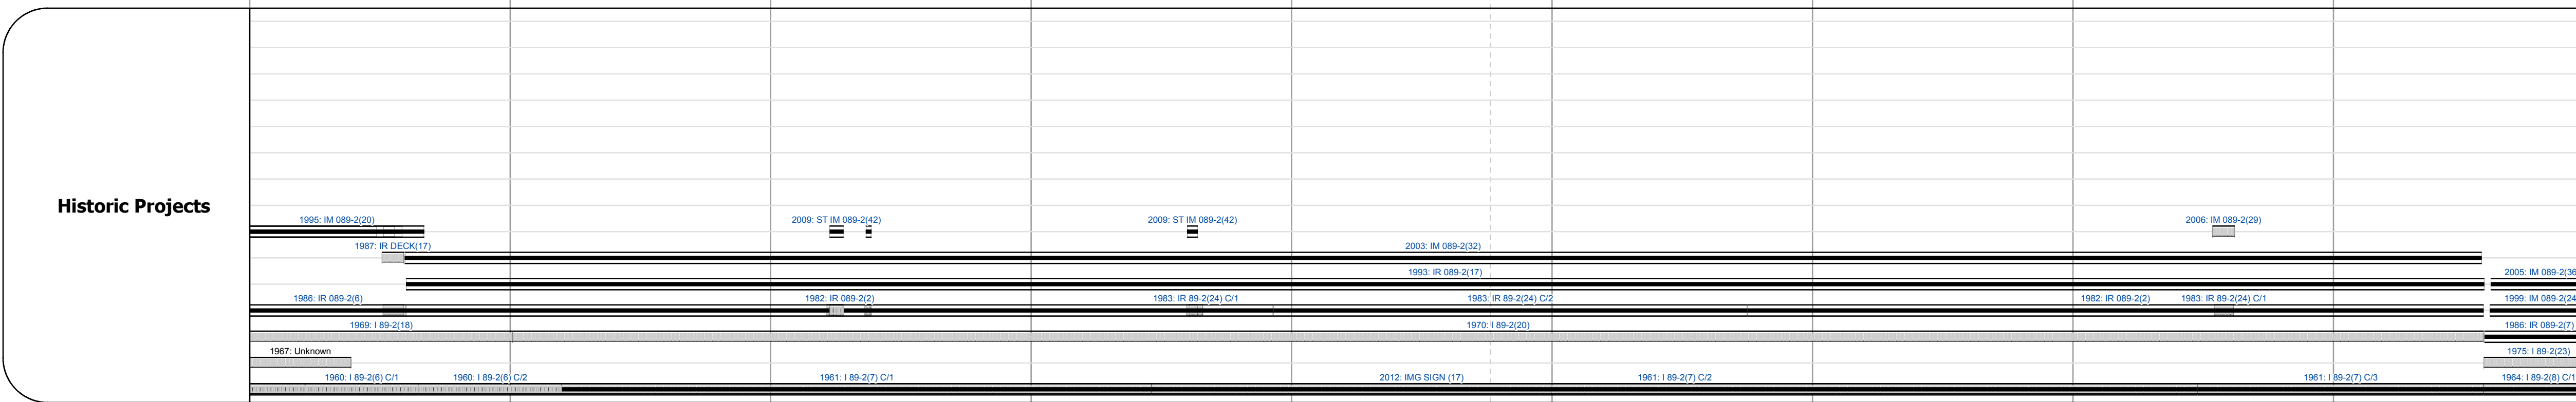 Historic Projects
1995: IM 089-2(20) 2009: ST IM 089-2(42) 2009: ST IM 089-2(42) 2006: IM 089-2(29)
1987: IR DECK(17) 2003: IM 089-2(32)
1993: IR 089-2(17) 2005: IM 089-2(36
1986: IR 089-2(6) 1982: IR 089-2(2) 1983: IR 89-2(24) C/1 1983: IR 89-2(24) C/2 1982: IR 089-2(2) 1983: IR 89-2(24) C/1 1999: IM 089-2(24
1969: I 89-2(18) 1970: I 89-2(20) 1986: IR 089-2(7)
1967: Unknown 1975: I 89-2(23)
1960: I 89-2(6) C/1 1960: I 89-2(6) C/2 1961: I 89-2(7) C/1 2012: IMG SIGN (17) 1961: I 89-2(7) C/2 1961: I 89-2(7) C/3 1964: I 89-2(8) C/1